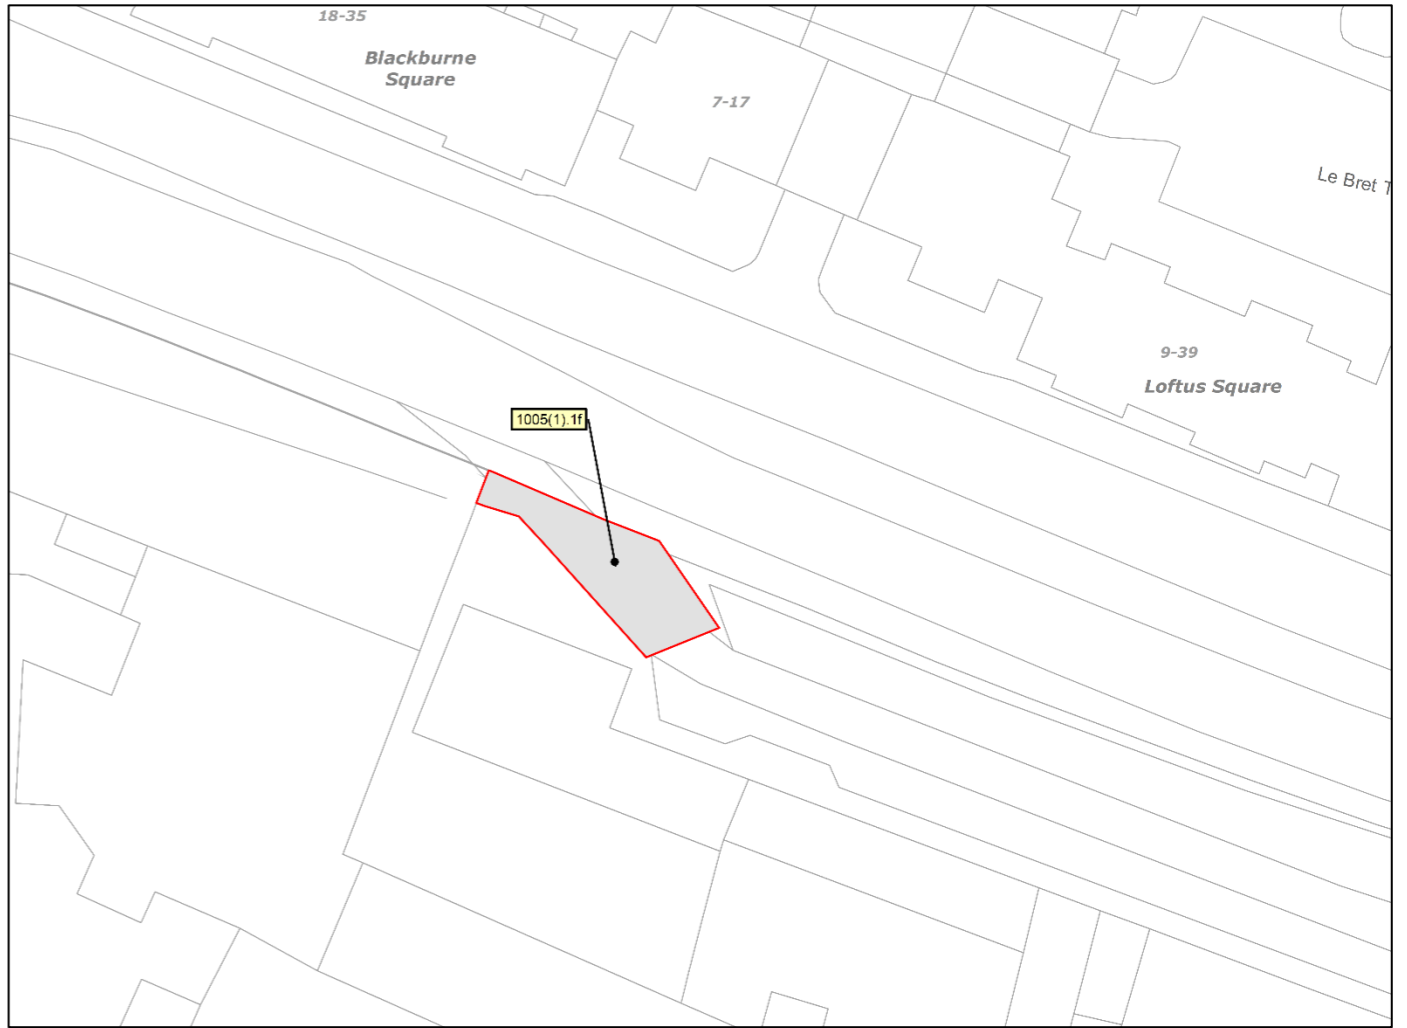 18-35
Blackburne
Square
7-17
Le Bret T
9-39
Loftus Square
1005(1).1f